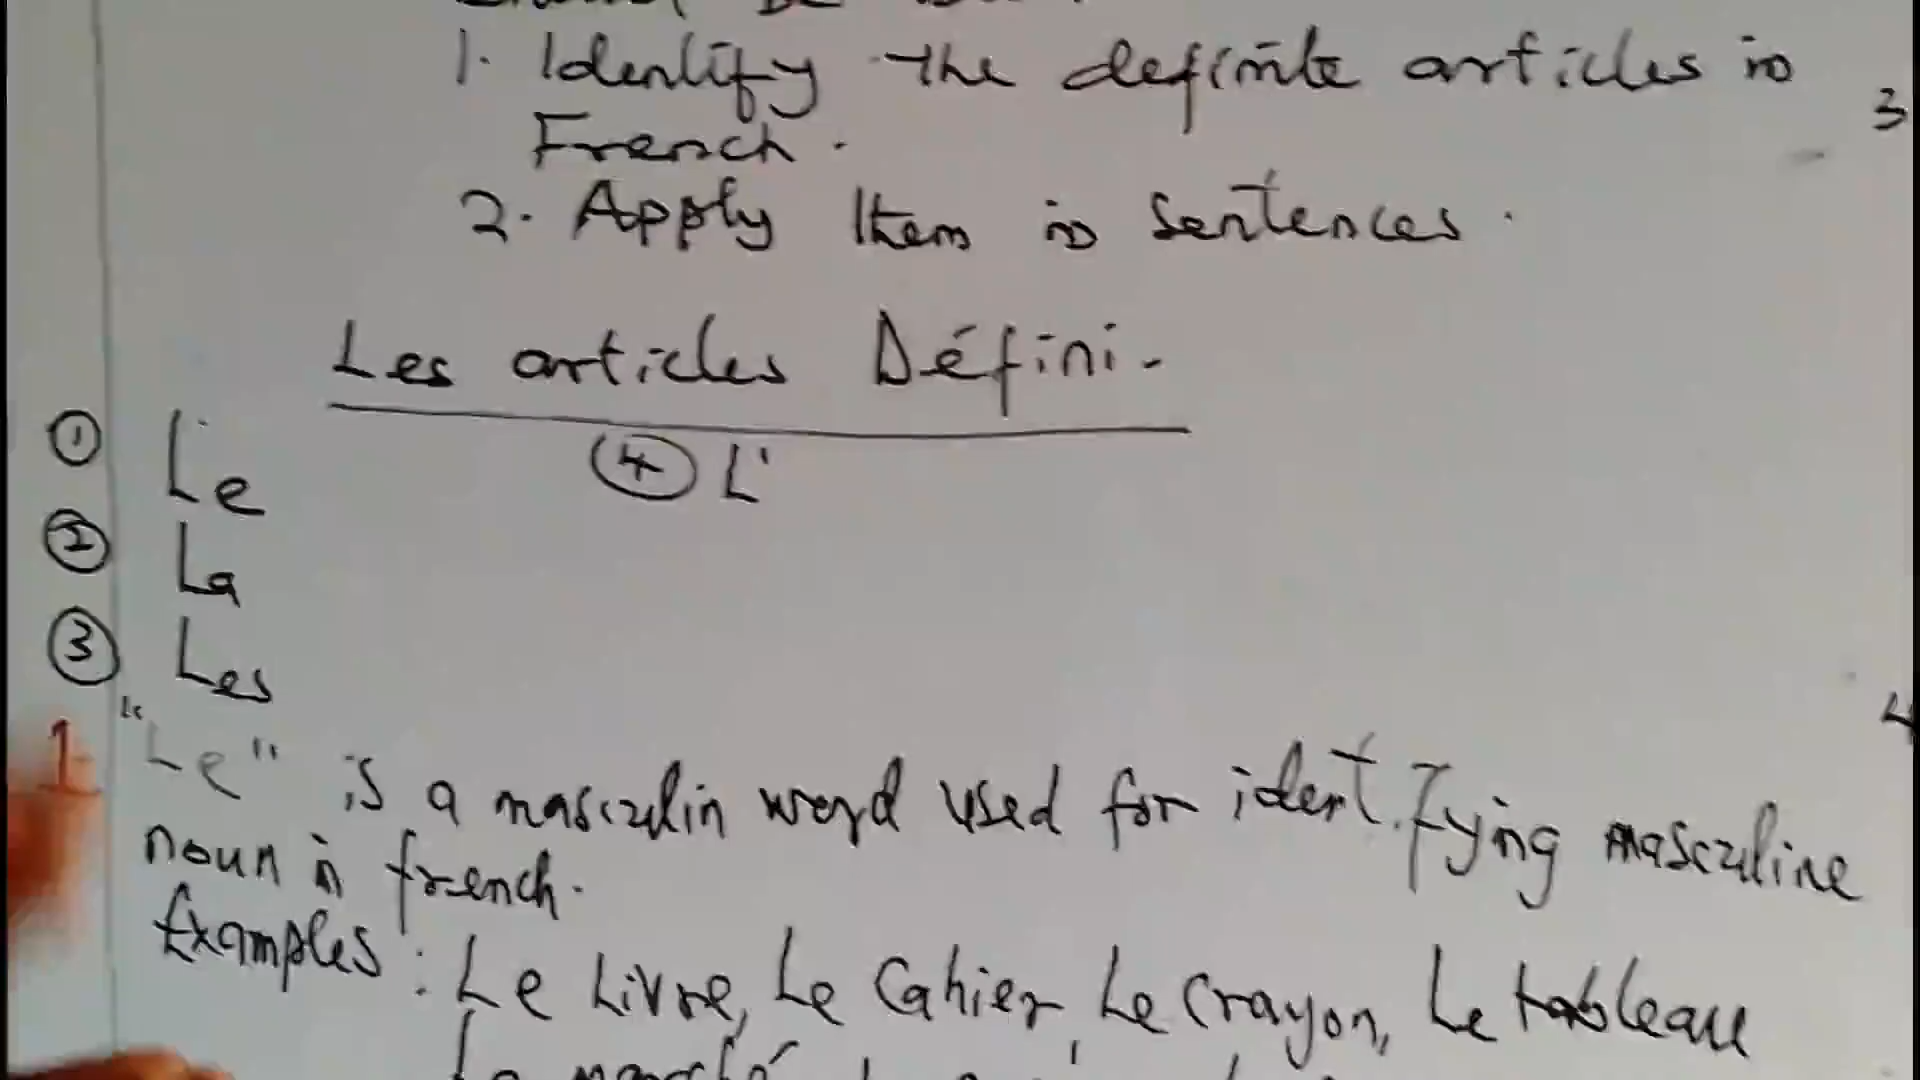 1. Identify the definite articles in
French.
2. Apply them in sentences.
Les articles Défini.
① Le
④ L'
② La
③ Les
1 "Le" is a masculin word used for identifying masculine
noun in french.
Examples: Le Livre, Le Cahier, Le Crayon, Le tableau
3
4